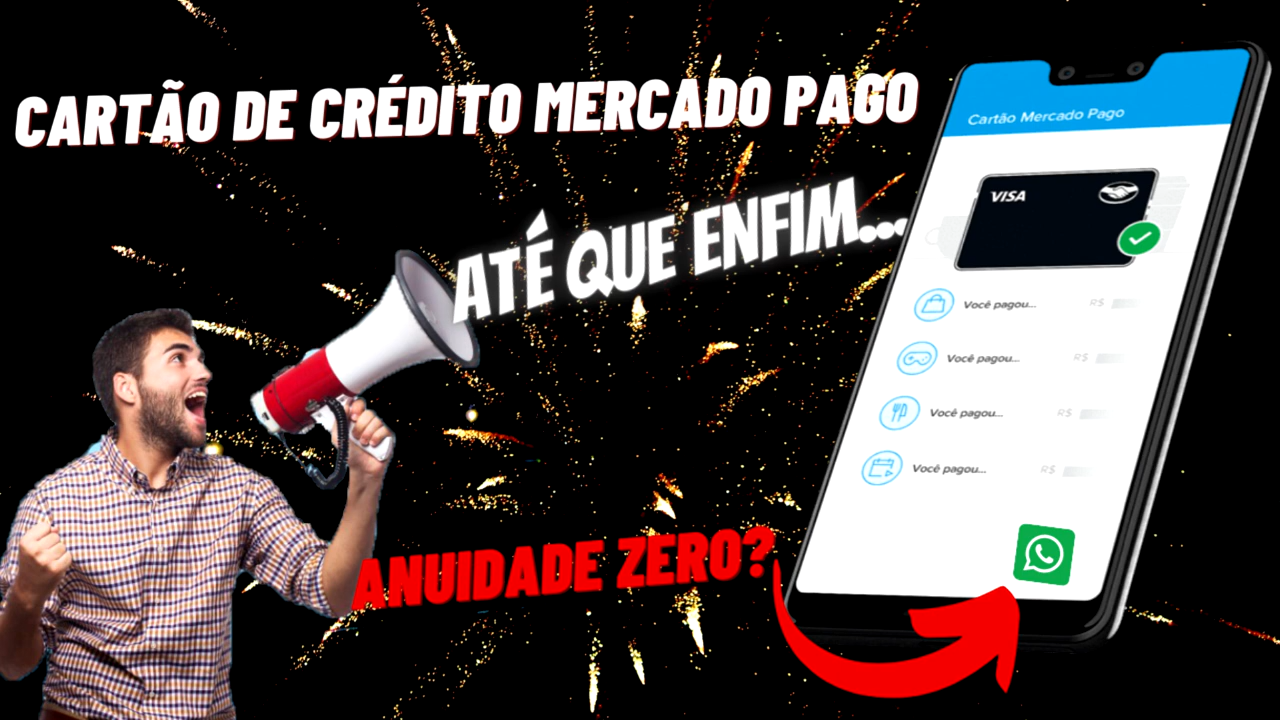 CARTÃO DE CRÉDITO MERCADO PAGO
ATÉ QUE ENFIM...
ANUIDADE ZERO?
Cartão Mercado Pago
VISA
Você pagou... R$
Você pagou... R$
Você pagou... R$
Você pagou... R$